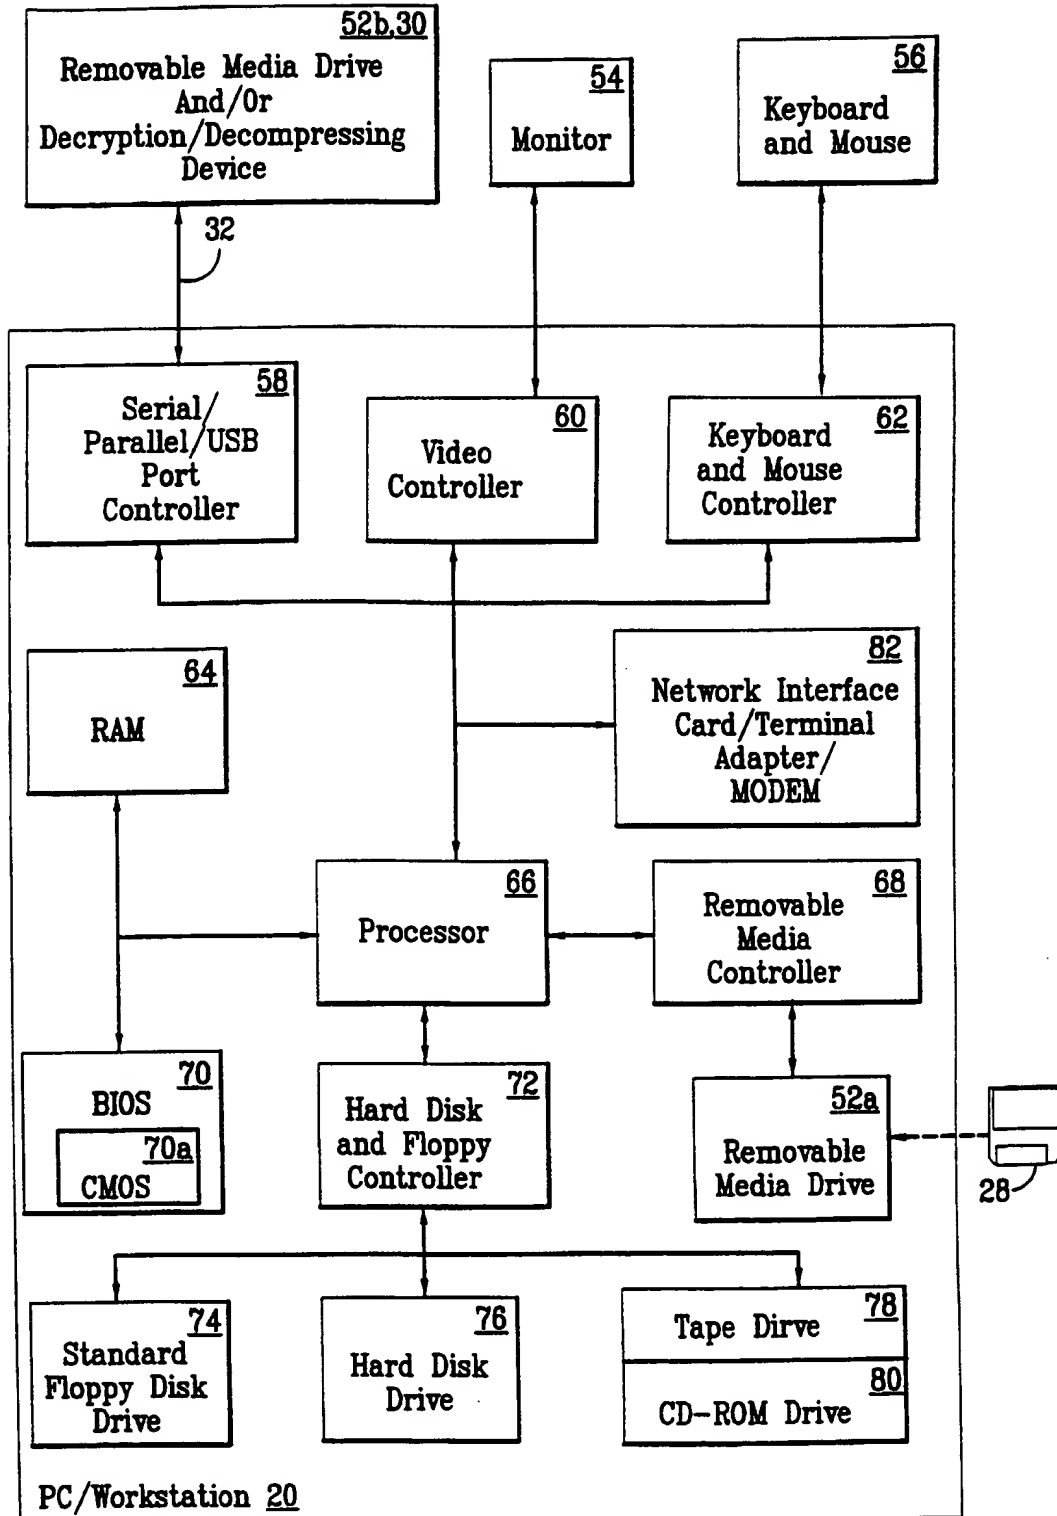 52b,30
Removable Media Drive
And/Or
Decryption/Decompressing
Device
54
Monitor
56
Keyboard
and Mouse
32
58
Serial/
Parallel/USB
Port
Controller
60
Video
Controller
62
Keyboard
and Mouse
Controller
64
RAM
82
Network Interface
Card/Terminal
Adapter/
MODEM
66
Processor
68
Removable
Media
Controller
70
BIOS
70a
CMOS
72
Hard Disk
and Floppy
Controller
52a
Removable
Media Drive
28
74
Standard
Floppy Disk
Drive
76
Hard Disk
Drive
78
Tape Dirve
80
CD-ROM Drive
PC/Workstation 20